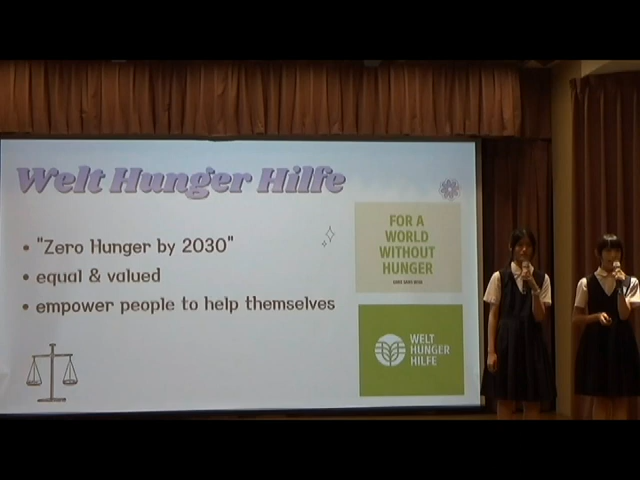 Welt Hunger Hilfe
• "Zero Hunger by 2030"
• equal & valued
• empower people to help themselves
FOR A
WORLD
WITHOUT
HUNGER
WELT
HUNGER
HILFE